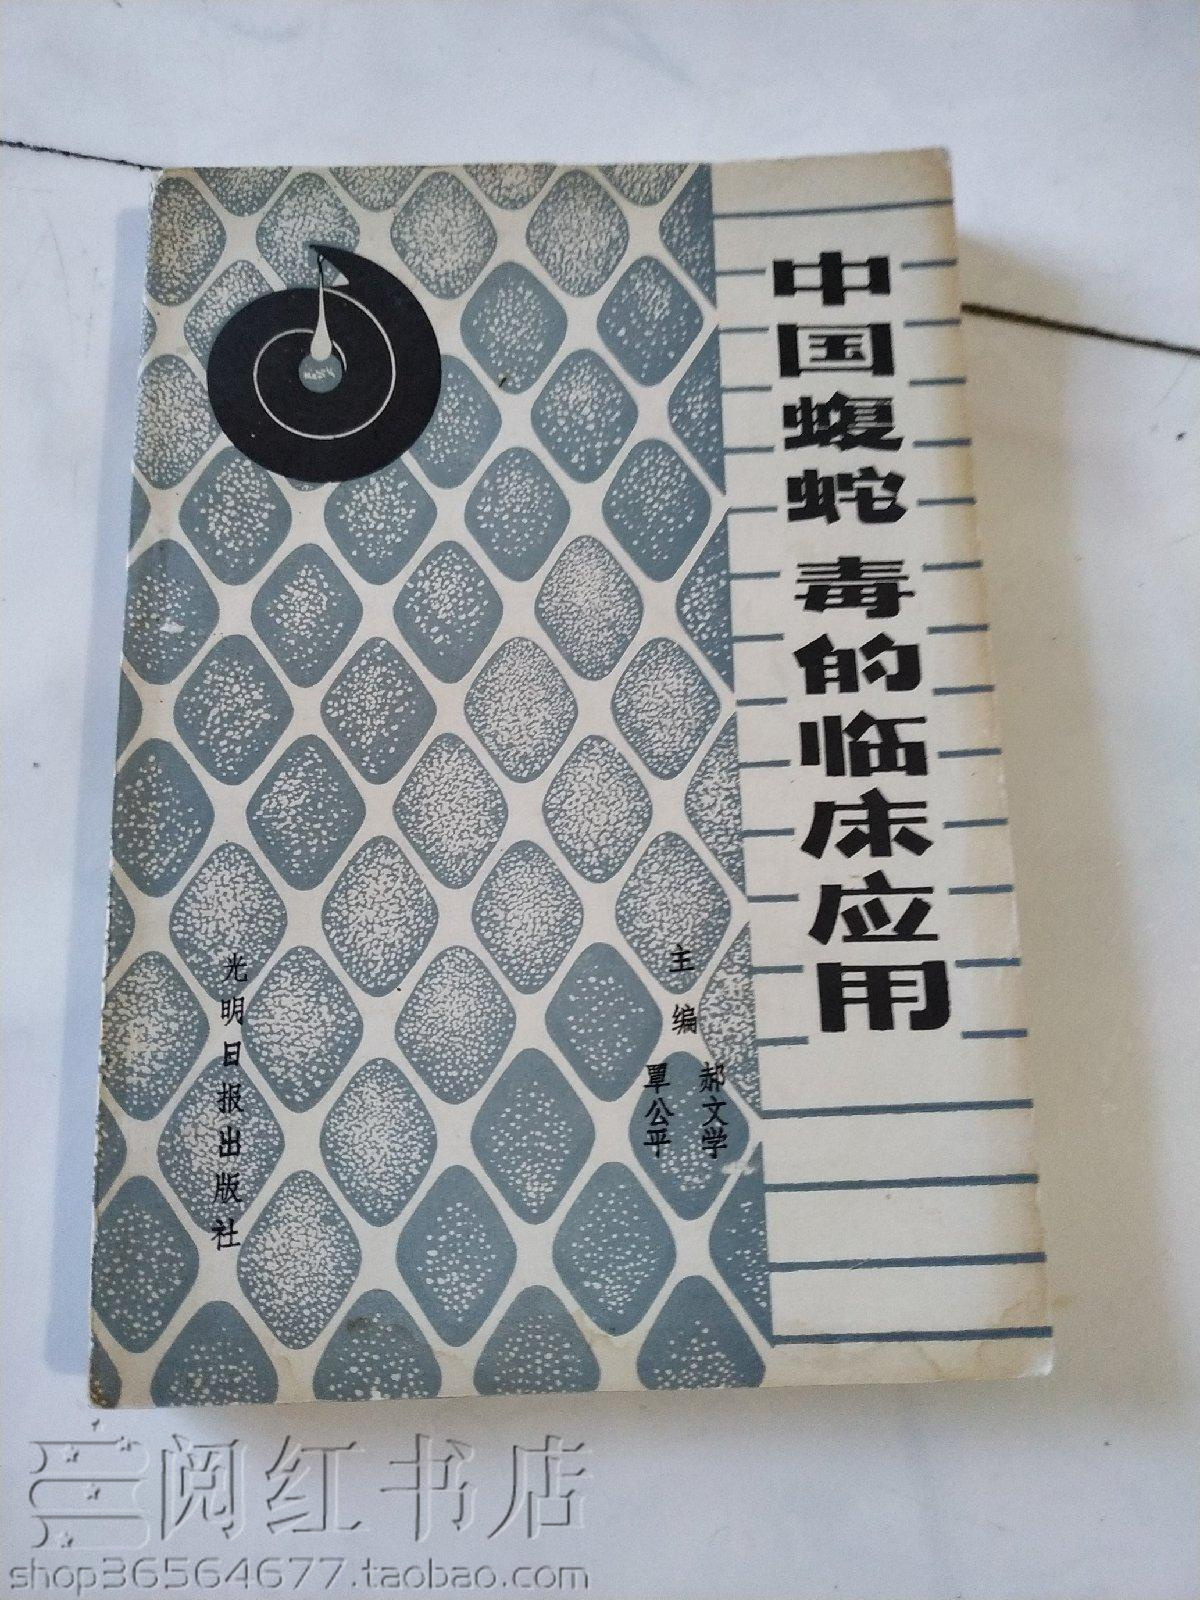 中国蝮蛇毒的临床应用
主编
郝文学
覃公平
光明日报出版社
阅红书店
shop36564677.taobao.com